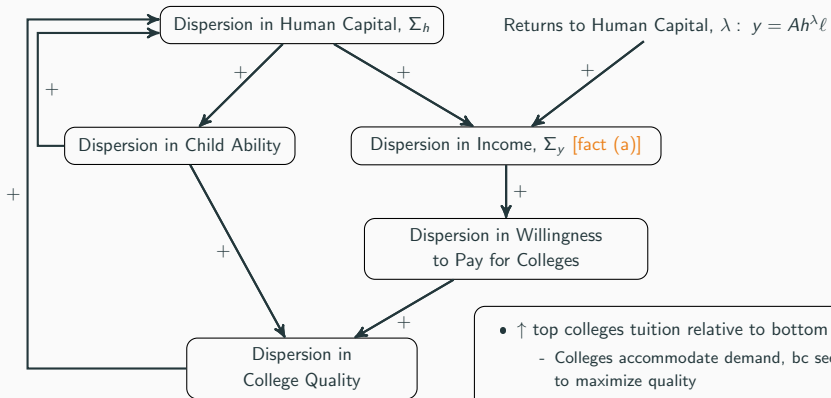 Dispersion in Human Capital, Σh
Returns to Human Capital, λ : y = Ahλℓ
+
+
+
+
Dispersion in Child Ability
Dispersion in Income, Σy [fact (a)]
+
+
Dispersion in Willingness
to Pay for Colleges
+
+
Dispersion in
College Quality
• ↑ top colleges tuition relative to bottom
- Colleges accommodate demand, bc
to maximize quality